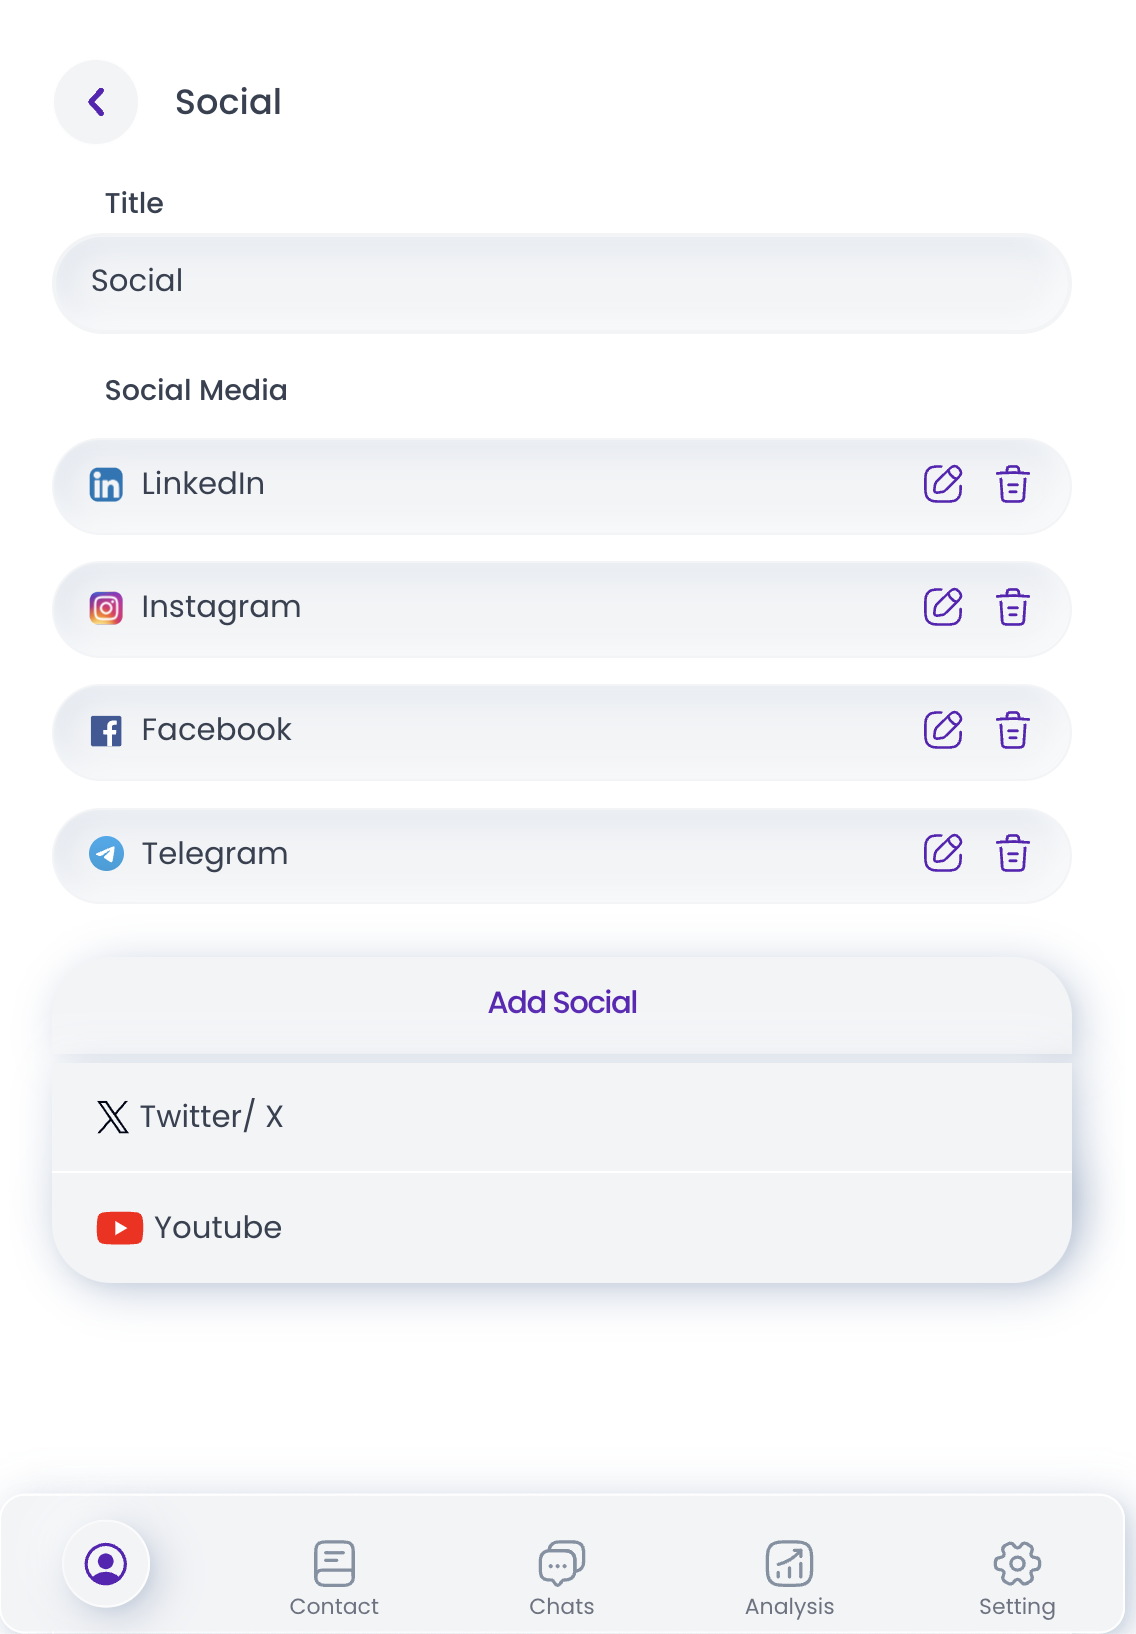 Social
Title
Social
Social Media
LinkedIn
Instagram
Facebook
Telegram
Add Social
Twitter/ X
Youtube
Contact
Chats
Analysis
Setting